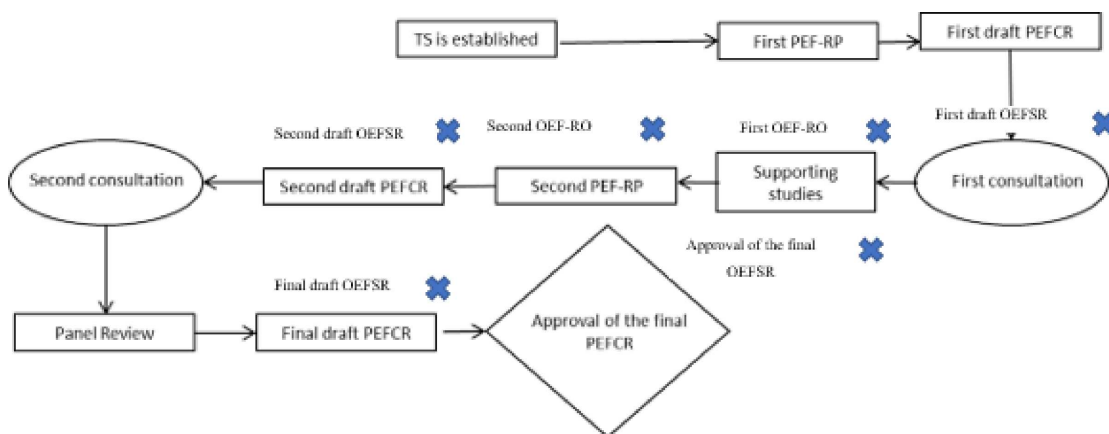 TS is established
First PEF-RP
First draft PEFCR
First draft OEFSR
Second draft OEFSR
Second OEF-RO
First OEF-RO
Second consultation
Second draft PEFCR
Second PEF-RP
Supporting
studies
First consultation
Approval of the final
OEFSR
Final draft OEFSR
Panel Review
Final draft PEFCR
Approval of the final
PEFCR